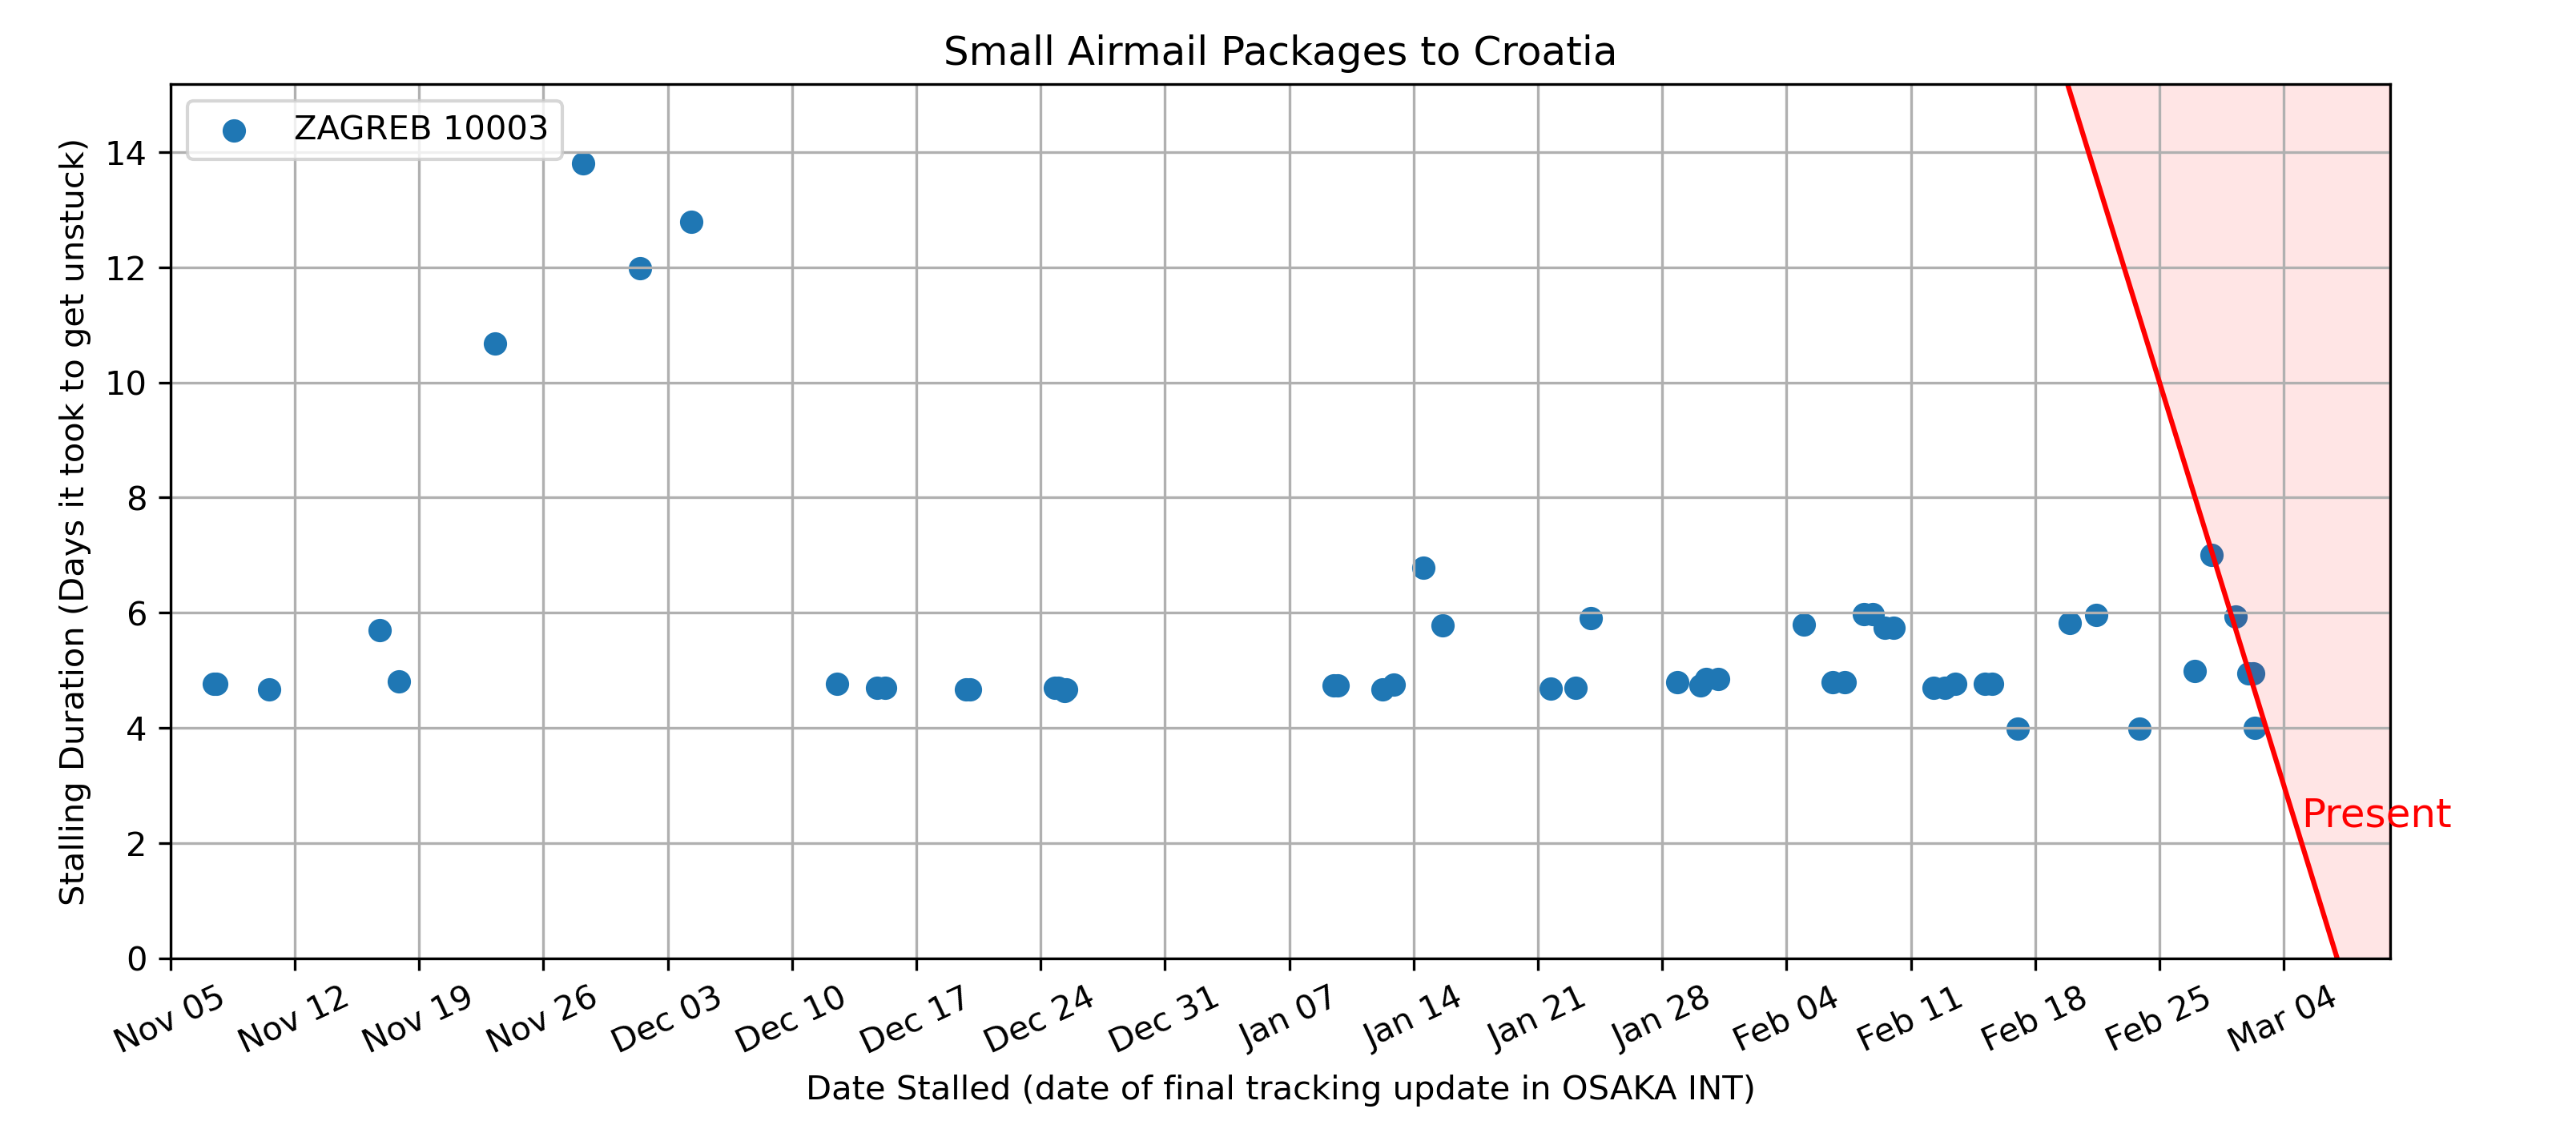 Small Airmail Packages to Croatia
ZAGREB 10003
Stalling Duration (Days it took to get unstuck)
14
12
10
8
6
4
2
0
Present
Nov 05
Nov 12
Nov 19
Nov 26
Dec 03
Dec 10
Dec 17
Dec 24
Dec 31
Jan 07
Jan 14
Jan 21
Jan 28
Feb 04
Feb 11
Feb 18
Feb 25
Mar 04
Date Stalled (date of final tracking update in OSAKA INT)